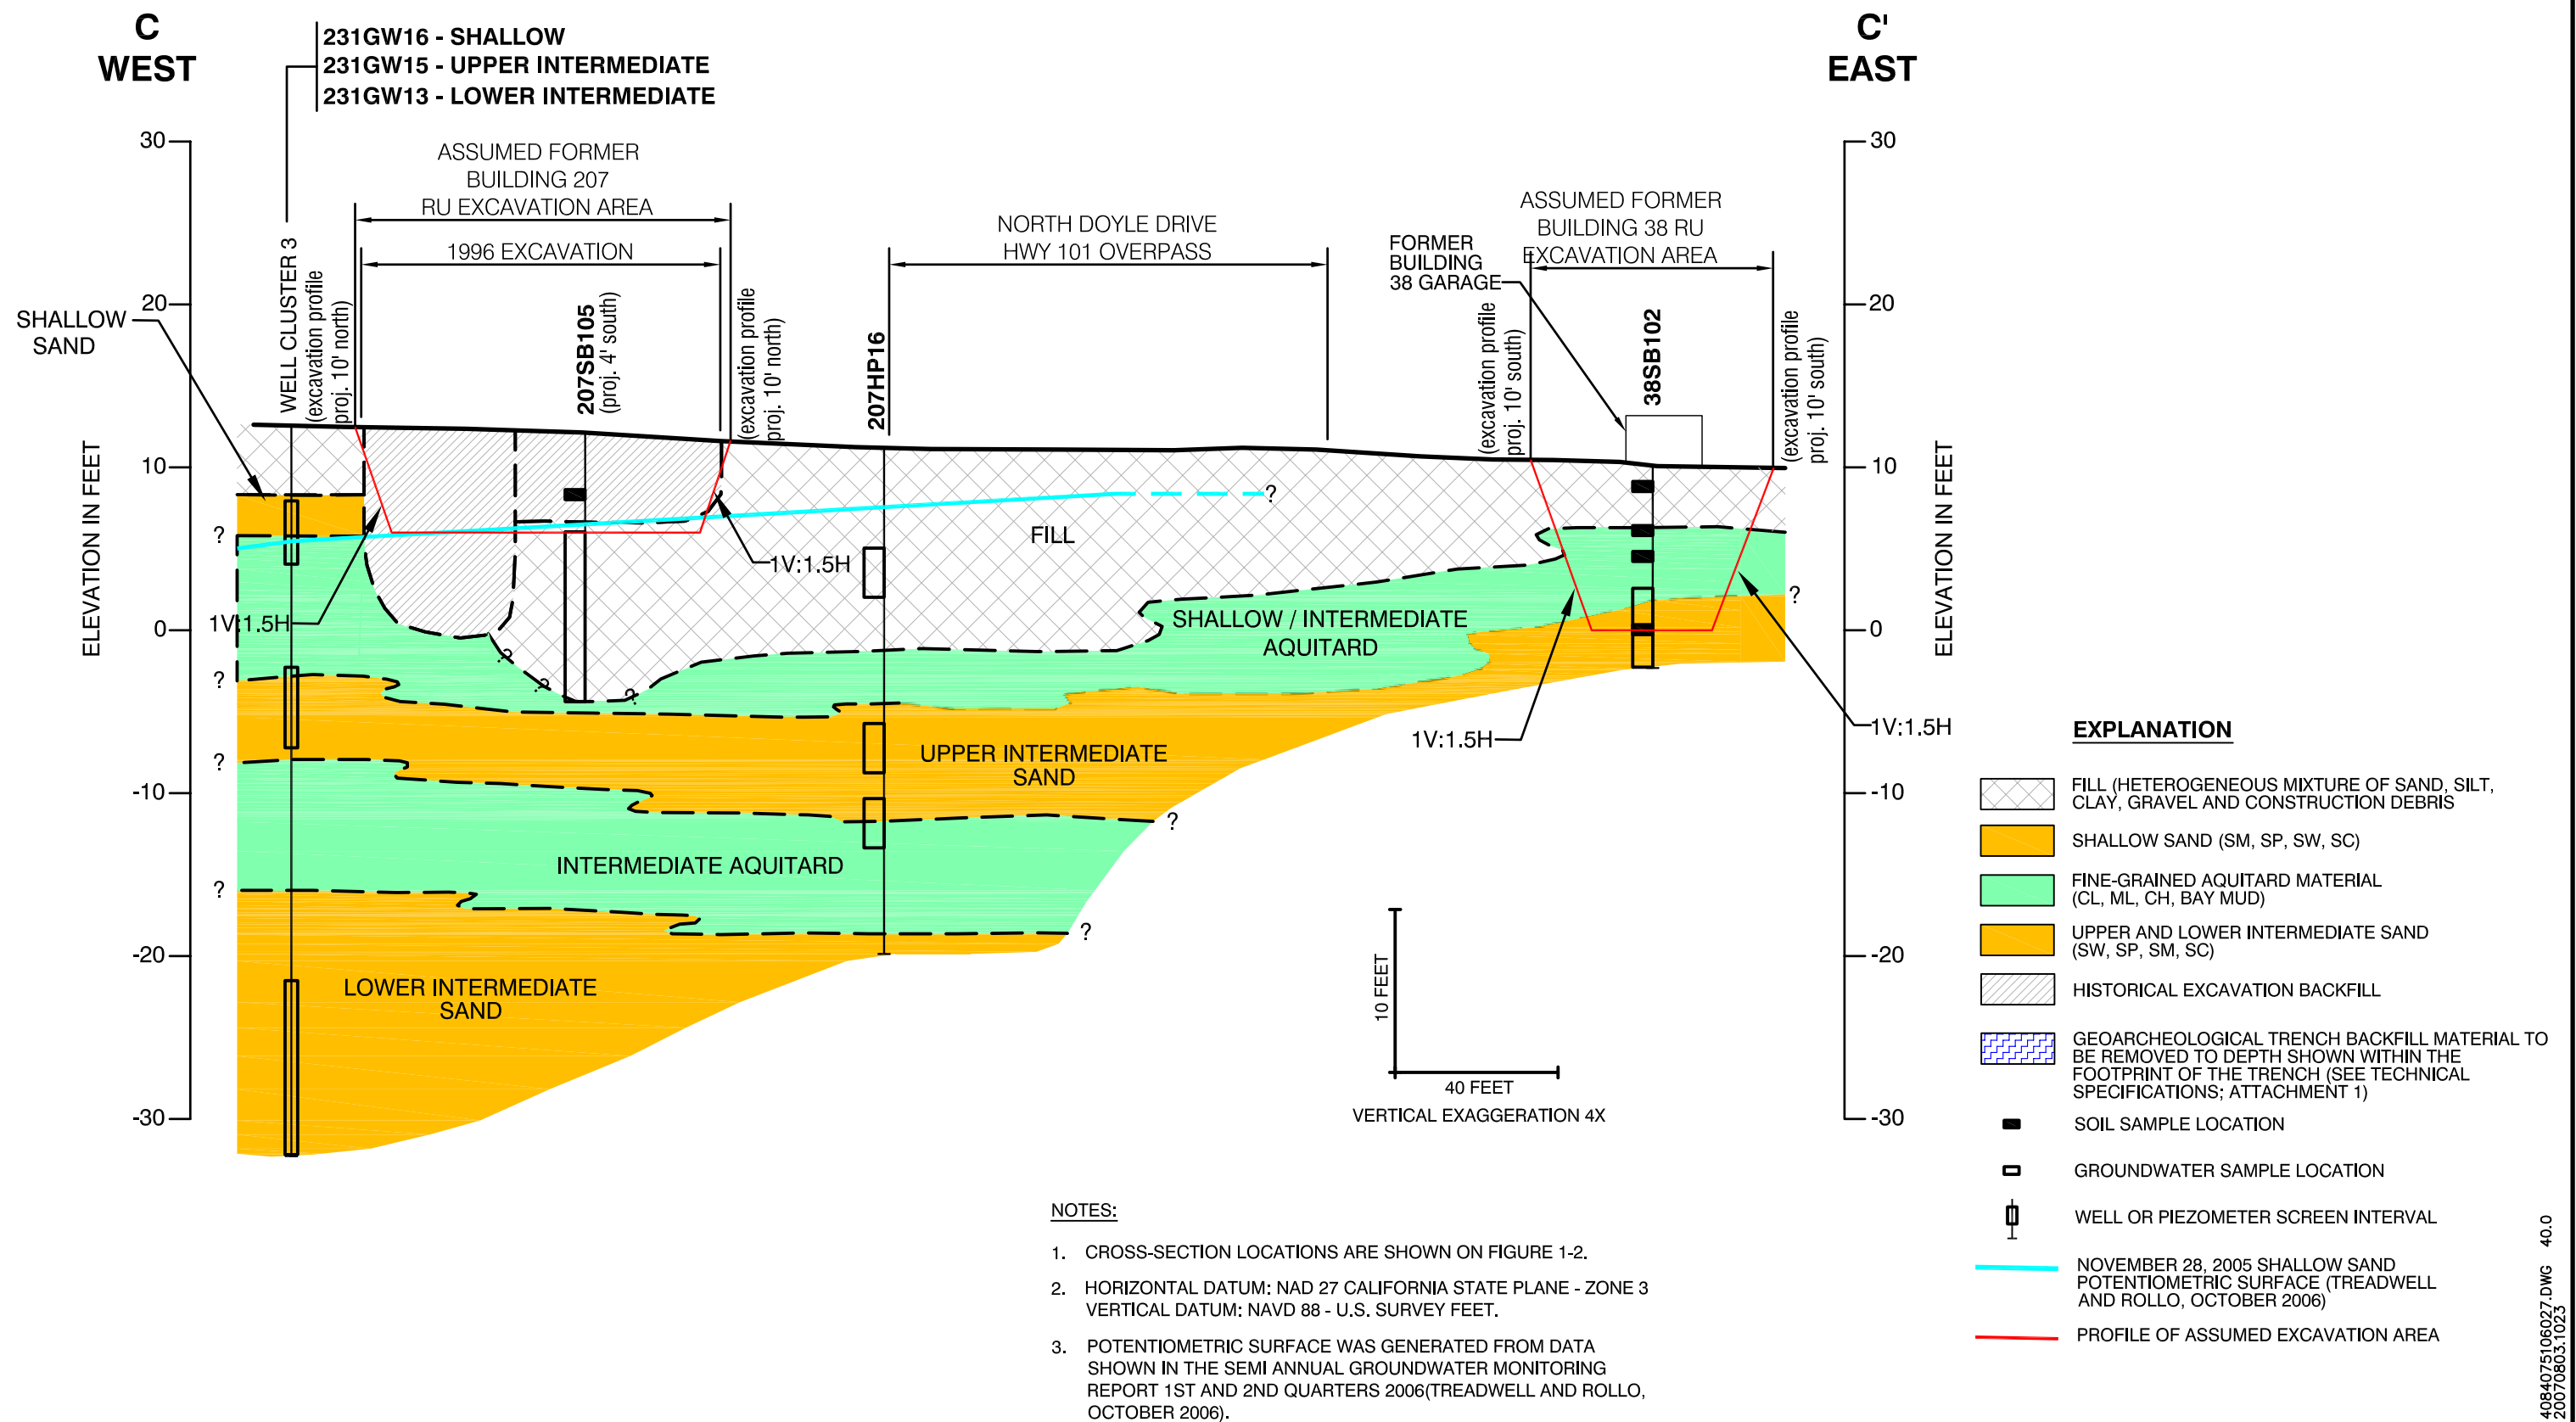 C
WEST
231GW16 - SHALLOW
231GW15 - UPPER INTERMEDIATE
231GW13 - LOWER INTERMEDIATE
C'
EAST
30
20
10
0
-10
-20
-30
ELEVATION IN FEET
SHALLOW
SAND
WELL CLUSTER 3
(excavation profile
proj. 10' north)
ASSUMED FORMER
BUILDING 207
RU EXCAVATION AREA
1996 EXCAVATION
207SB105
(proj. 4' south)
(excavation profile
proj. 10' north)
207HP16
NORTH DOYLE DRIVE
HWY 101 OVERPASS
FORMER
BUILDING
38 GARAGE
ASSUMED FORMER
BUILDING 38 RU
EXCAVATION AREA
(excavation profile
proj. 10' south)
38SB102
(excavation profile
proj. 10' south)
30
20
10
0
-10
-20
-30
ELEVATION IN FEET
?
?
?
?
?
?
?
?
?
?
?
1V:1.5H
1V:1.5H
1V:1.5H
1V:1.5H
FILL
SHALLOW / INTERMEDIATE
AQUITARD
UPPER INTERMEDIATE
SAND
INTERMEDIATE AQUITARD
LOWER INTERMEDIATE
SAND
10 FEET
40 FEET
VERTICAL EXAGGERATION 4X
EXPLANATION
FILL (HETEROGENEOUS MIXTURE OF SAND, SILT,
CLAY, GRAVEL AND CONSTRUCTION DEBRIS
SHALLOW SAND (SM, SP, SW, SC)
FINE-GRAINED AQUITARD MATERIAL
(CL, ML, CH, BAY MUD)
UPPER AND LOWER INTERMEDIATE SAND
(SW, SP, SM, SC)
HISTORICAL EXCAVATION BACKFILL
GEOARCHEOLOGICAL TRENCH BACKFILL MATERIAL TO
BE REMOVED TO DEPTH SHOWN WITHIN THE
FOOTPRINT OF THE TRENCH (SEE TECHNICAL
SPECIFICATIONS; ATTACHMENT 1)
SOIL SAMPLE LOCATION
GROUNDWATER SAMPLE LOCATION
WELL OR PIEZOMETER SCREEN INTERVAL
NOVEMBER 28, 2005 SHALLOW SAND
POTENTIOMETRIC SURFACE (TREADWELL
AND ROLLO, OCTOBER 2006)
PROFILE OF ASSUMED EXCAVATION AREA
NOTES:
1. CROSS-SECTION LOCATIONS ARE SHOWN ON FIGURE 1-2.
2. HORIZONTAL DATUM: NAD 27 CALIFORNIA STATE PLANE - ZONE 3
VERTICAL DATUM: NAVD 88 - U.S. SURVEY FEET.
3. POTENTIOMETRIC SURFACE WAS GENERATED FROM DATA
SHOWN IN THE SEMI ANNUAL GROUNDWATER MONITORING
REPORT 1ST AND 2ND QUARTERS 2006(TREADWELL AND ROLLO,
OCTOBER 2006).
4084075106027.DWG 40.0
20070803.1023